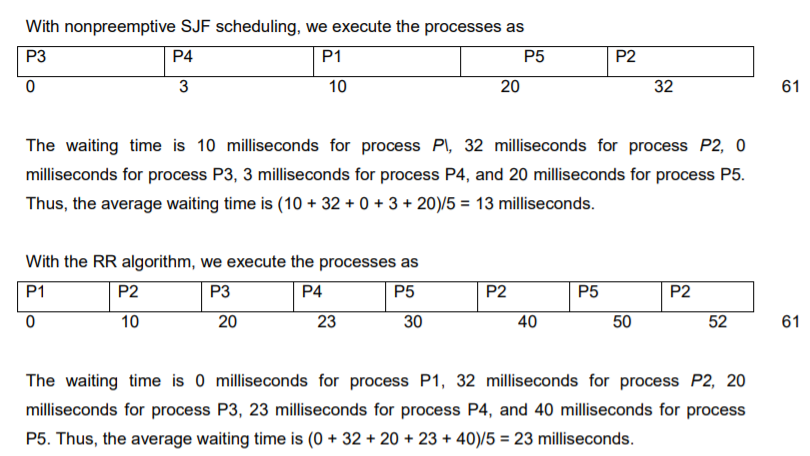 With nonpreemptive SJF scheduling, we execute the processes as
P3 P4 P1 P5 P2
0 3 10 20 32 61
The waiting time is 10 milliseconds for process P\, 32 milliseconds for process P2, 0
milliseconds for process P3, 3 milliseconds for process P4, and 20 milliseconds for process P5.
Thus, the average waiting time is (10 + 32 + 0 + 3 + 20)/5 = 13 milliseconds.
With the RR algorithm, we execute the processes as
P1 P2 P3 P4 P5 P2 P5 P2
0 10 20 23 30 40 50 52 61
The waiting time is 0 milliseconds for process P1, 32 milliseconds for process P2, 20
milliseconds for process P3, 23 milliseconds for process P4, and 40 milliseconds for process
P5. Thus, the average waiting time is (0 + 32 + 20 + 23 + 40)/5 = 23 milliseconds.